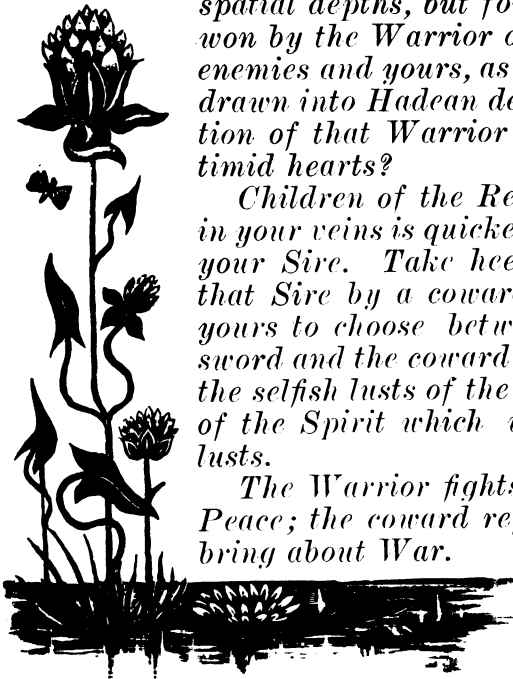 spatial depths, but fo
won by the Warrior o
enemies and yours, as
drawn into Hadean de
tion of that Warrior
timid hearts?
Children of the Re
in your veins is quicke
your Sire. Take hee
that Sire by a cowar
yours to choose betw
sword and the coward
the selfish lusts of the
of the Spirit which
lusts.
The Warrior fights
Peace; the coward re
bring about War.